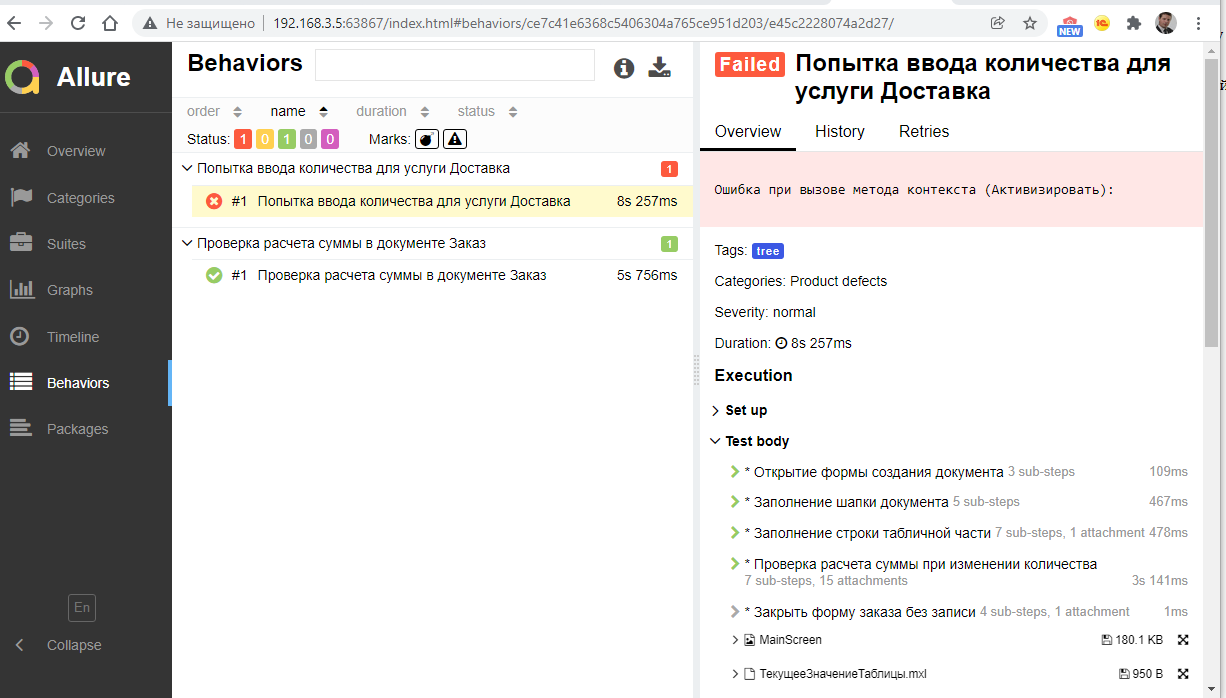 Не защищено
192.168.3.5:63867/index.html#behaviors/ce7c41e6368c5406304a765ce951d203/e45c2228074a2d27/
NEW
1C
Allure
Overview
Categories
Suites
Graphs
Timeline
Behaviors
Packages
En
Collapse
Behaviors
order name duration status
Status: 1 0 1 0 0 Marks:
Попытка ввода количества для услуги Доставка 1
#1 Попытка ввода количества для услуги Доставка 8s 257ms
Проверка расчета суммы в документе Заказ 1
#1 Проверка расчета суммы в документе Заказ 5s 756ms
Failed Попытка ввода количества для
услуги Доставка
Overview History Retries
Ошибка при вызове метода контекста (Активизировать):
Tags: tree
Categories: Product defects
Severity: normal
Duration: 8s 257ms
Execution
Set up
Test body
* Открытие формы создания документа 3 sub-steps 109ms
* Заполнение шапки документа 5 sub-steps 467ms
* Заполнение строки табличной части 7 sub-steps, 1 attachment 478ms
* Проверка расчета суммы при изменении количества
7 sub-steps, 15 attachments 3s 141ms
* Закрыть форму заказа без записи 4 sub-steps, 1 attachment 1ms
MainScreen 180.1 KB
ТекущееЗначениеТаблицы.mxl 950 B